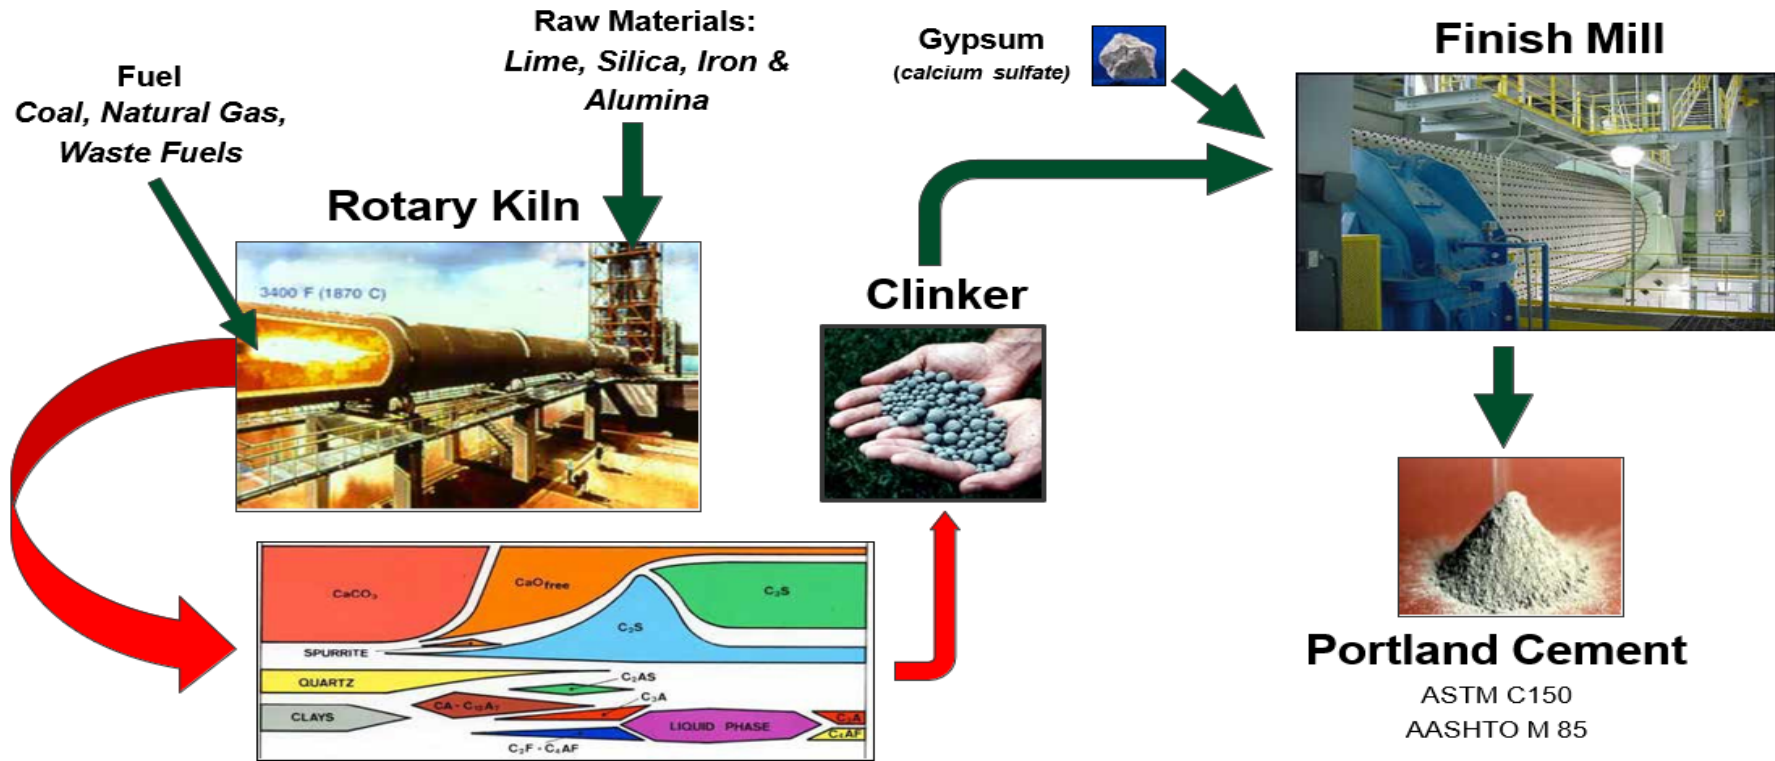 Fuel
Coal, Natural Gas,
Waste Fuels
Raw Materials:
Lime, Silica, Iron &
Alumina
Rotary Kiln
3400 F (1870 C)
Gypsum
(calcium sulfate)
Finish Mill
Clinker
CaCO₃
CaOfree
C₃S
C₂S
SPURRITE
QUARTZ
C₂AS
C₃A
CA - C₁₂A₇
CLAYS
LIQUID PHASE
C₃A
C₄AF
C₂F - C₄AF
Portland Cement
ASTM C150
AASHTO M 85